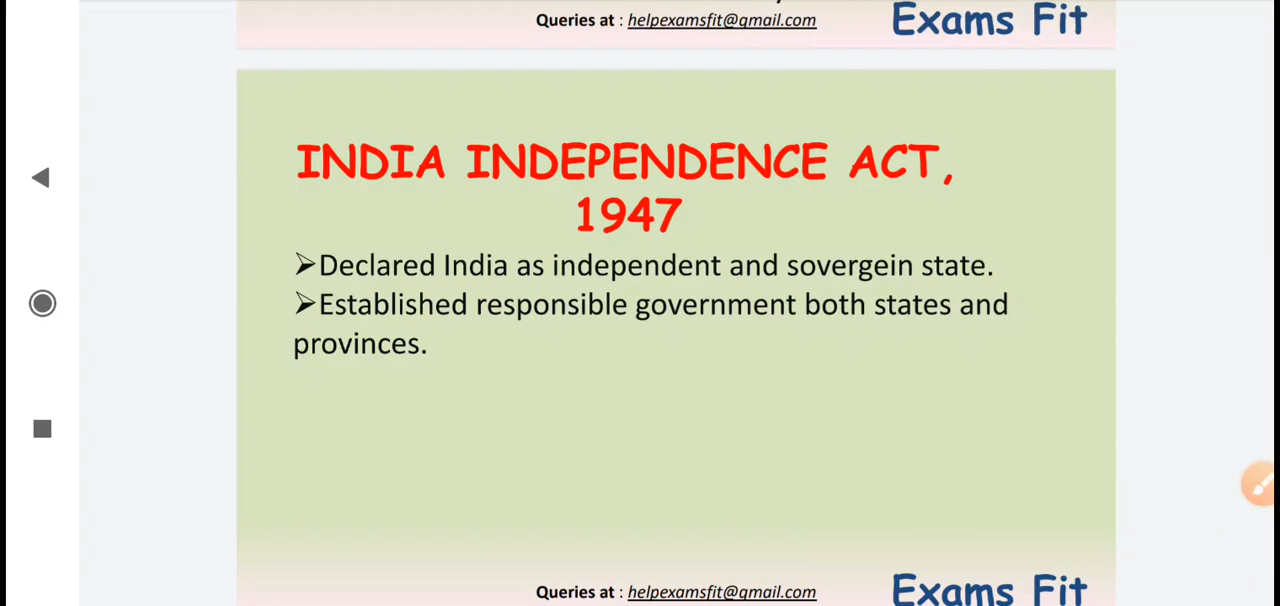 Queries at : helpexamsfit@gmail.com
Exams Fit
INDIA INDEPENDENCE ACT,
1947
➢Declared India as independent and sovergein state.
➢Established responsible government both states and
provinces.
Queries at : helpexamsfit@gmail.com
Exams Fit